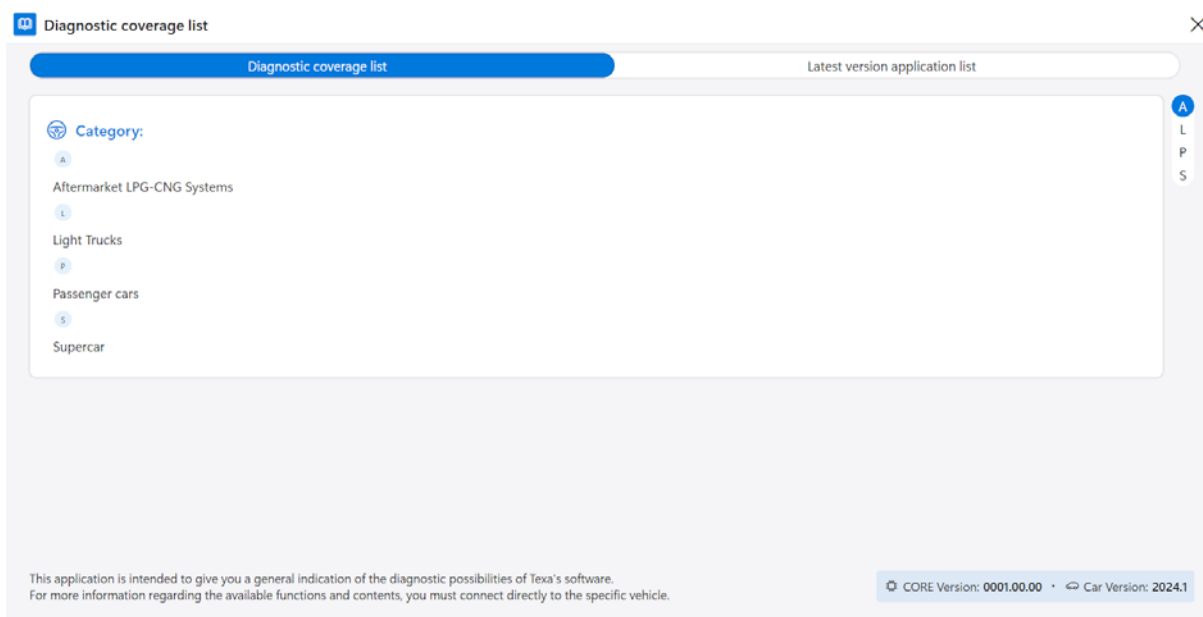 Diagnostic coverage list
Diagnostic coverage list
Latest version application list
Category:
A
Aftermarket LPG-CNG Systems
L
Light Trucks
P
Passenger cars
S
Supercar
A
L
P
S
This application is intended to give you a general indication of the diagnostic possibilities of Texa's software.
For more information regarding the available functions and contents, you must connect directly to the specific vehicle.
CORE Version: 0001.00.00 · Car Version: 2024.1